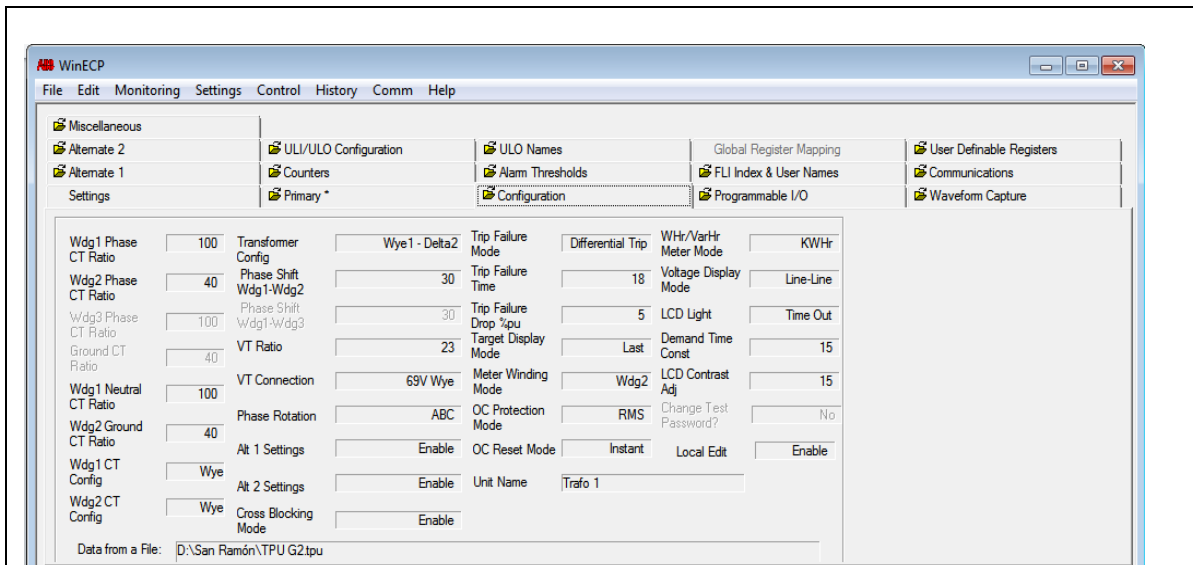 ABB WinECP
File Edit Monitoring Settings Control History Comm Help
Miscellaneous
Alternate 2 ULI/ULO Configuration ULO Names Global Register Mapping User Definable Registers
Alternate 1 Counters Alarm Thresholds FLI Index & User Names Communications
Settings Primary * Configuration Programmable I/O Waveform Capture
Wdg1 Phase
CT Ratio 100
Wdg2 Phase
CT Ratio 40
Wdg3 Phase
CT Ratio 100
Ground CT
Ratio 40
Wdg1 Neutral
CT Ratio 100
Wdg2 Ground
CT Ratio 40
Wdg1 CT
Config Wye
Wdg2 CT
Config Wye
Transformer
Config Wye1 - Delta2
Phase Shift
Wdg1-Wdg2 30
Phase Shift
Wdg1-Wdg3 30
VT Ratio 23
VT Connection 69V Wye
Phase Rotation ABC
Alt 1 Settings Enable
Alt 2 Settings Enable
Cross Blocking
Mode Enable
Trip Failure
Mode Differential Trip
Trip Failure
Time 18
Trip Failure
Drop %pu 5
Target Display
Mode Last
Meter Winding
Mode Wdg2
OC Protection
Mode RMS
OC Reset Mode Instant
Unit Name Trafo 1
WHr/VarHr
Meter Mode KWHr
Voltage Display
Mode Line-Line
LCD Light Time Out
Demand Time
Const 15
LCD Contrast
Adj 15
Change Test
Password? No
Local Edit Enable
Data from a File: D:\San Ramón\TPU G2.tpu